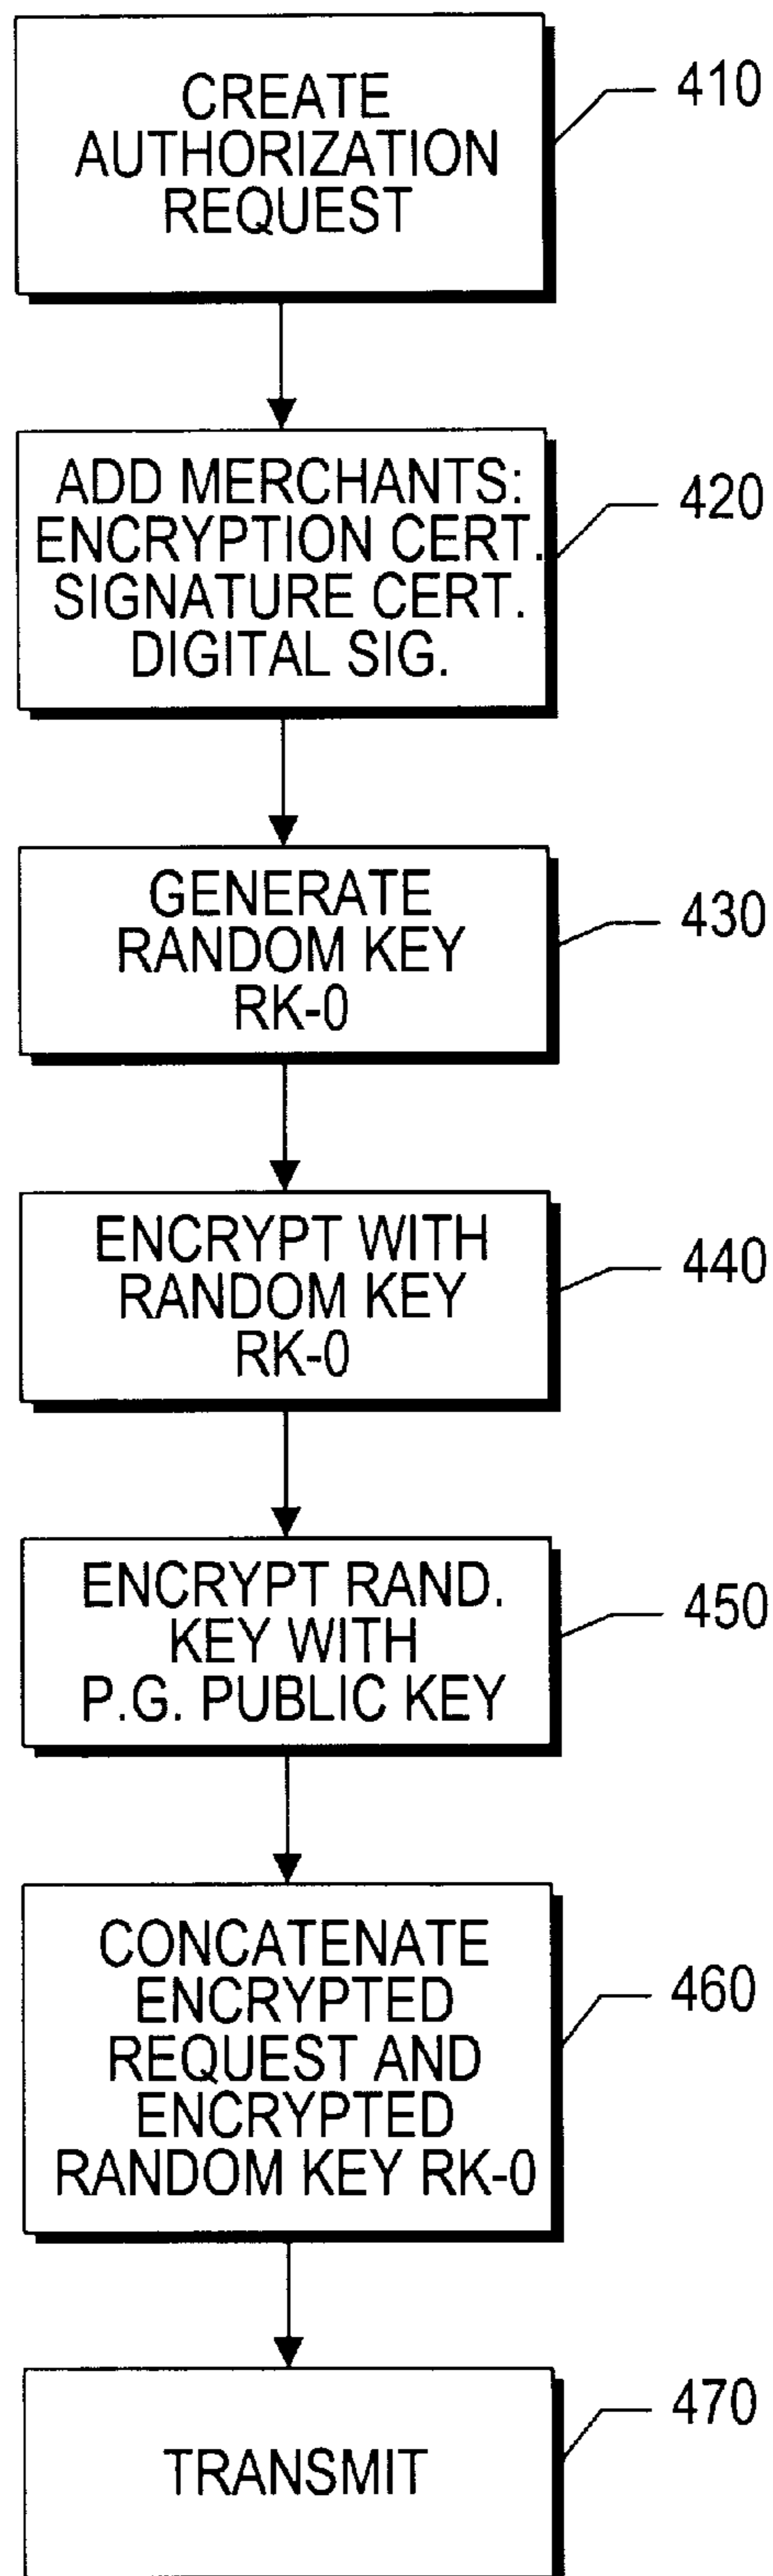 CREATE
AUTHORIZATION
REQUEST
410
ADD MERCHANTS:
ENCRYPTION CERT.
SIGNATURE CERT.
DIGITAL SIG.
420
GENERATE
RANDOM KEY
RK-0
430
ENCRYPT WITH
RANDOM KEY
RK-0
440
ENCRYPT RAND.
KEY WITH
P.G. PUBLIC KEY
450
CONCATENATE
ENCRYPTED
REQUEST AND
ENCRYPTED
RANDOM KEY RK-0
460
TRANSMIT
470